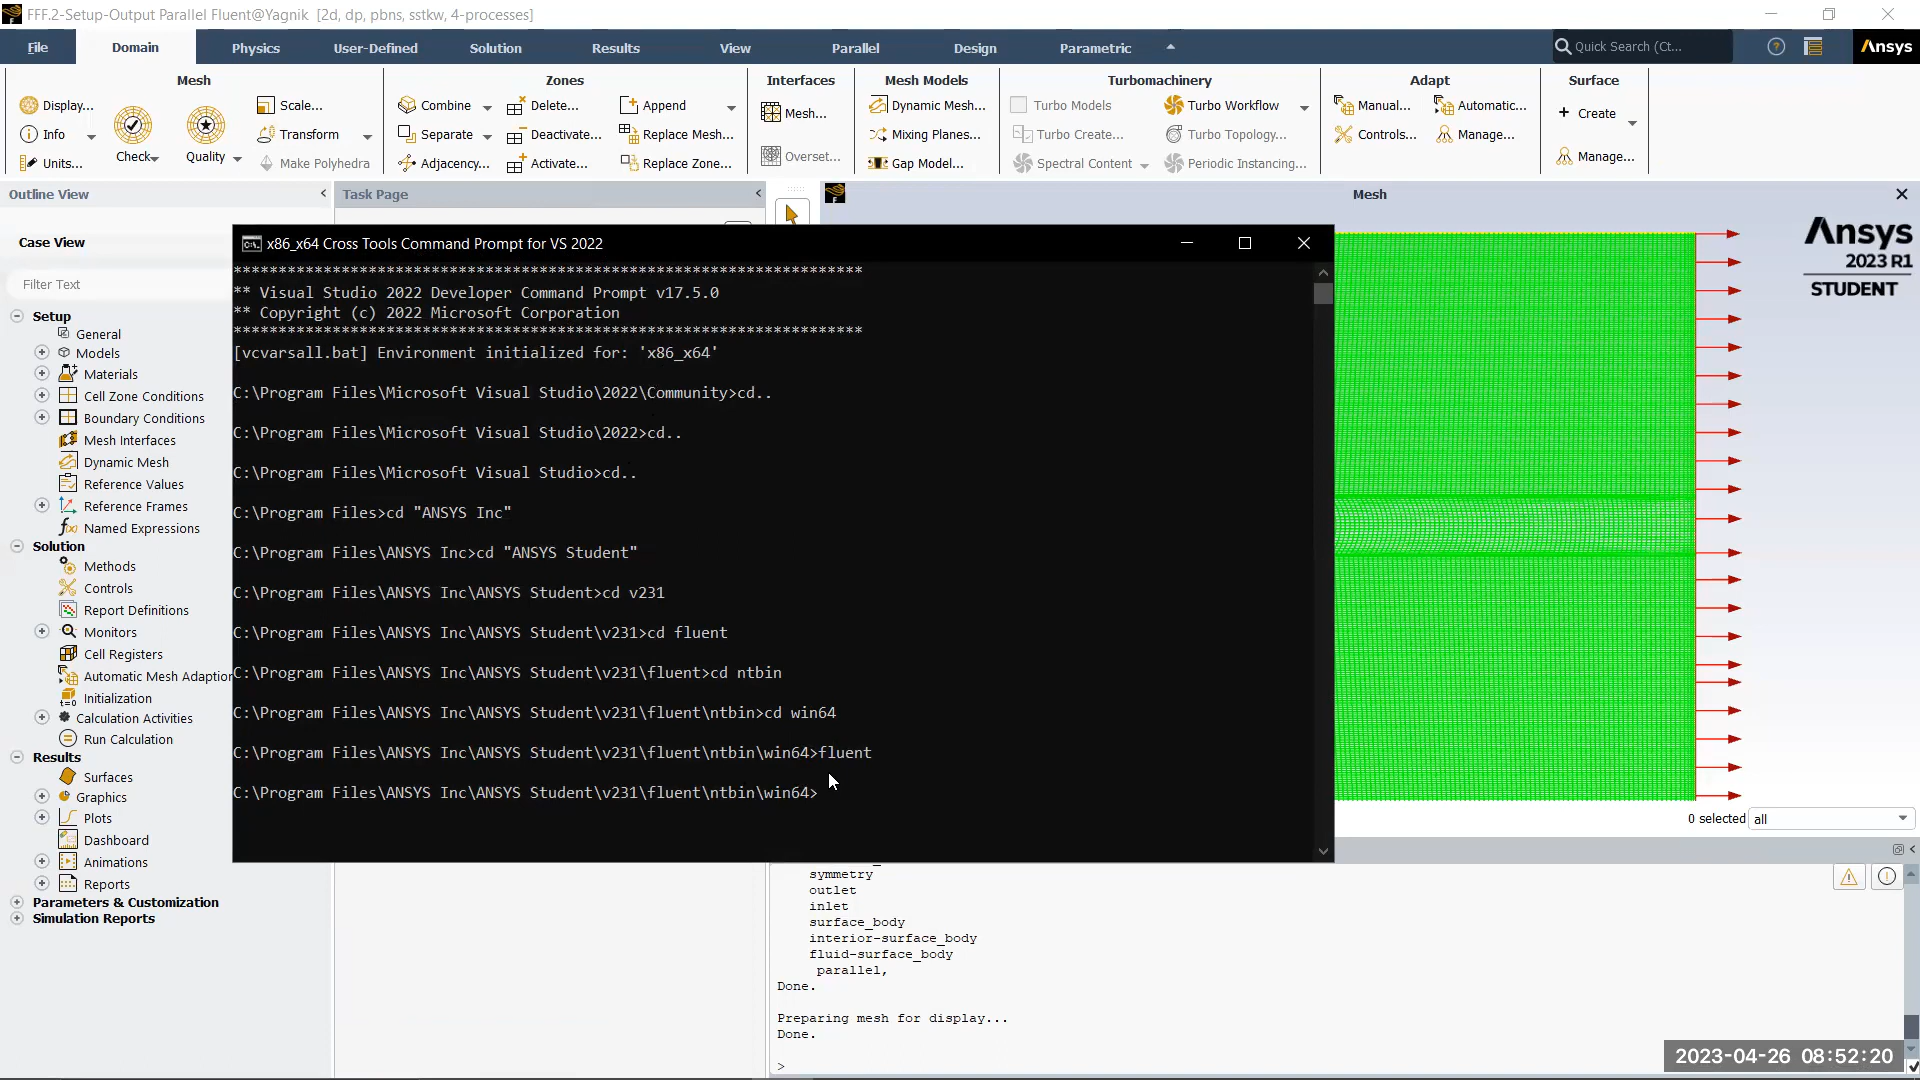 FFF.2-Setup-Output Parallel Fluent@Yagnik [2d, dp, pbns, sstkw, 4-processes]
File Domain Physics User-Defined Solution Results View Parallel Design Parametric
Quick Search (Ct...
Ansys
Mesh Zones Interfaces Mesh Models Turbomachinery Adapt Surface
Display... Scale... Combine Delete... Append Mesh... Dynamic Mesh... Turbo Models Turbo Workflow Manual... Automatic... Create
Info Transform Separate Deactivate... Replace Mesh... Mixing Planes... Turbo Create... Turbo Topology... Controls... Manage...
Check Quality Overset... Manage...
Units... Make Polyhedra Adjacency... Activate... Replace Zone... Gap Model... Spectral Content Periodic Instancing...
Outline View
Task Page
Mesh
Case View
Filter Text
Setup
General
Models
Materials
Cell Zone Conditions
Boundary Conditions
Mesh Interfaces
Dynamic Mesh
Reference Values
Reference Frames
Named Expressions
Solution
Methods
Controls
Report Definitions
Monitors
Cell Registers
Automatic Mesh Adaption
Initialization
Calculation Activities
Run Calculation
Results
Surfaces
Graphics
Plots
Dashboard
Animations
Reports
Parameters & Customization
Simulation Reports
x86_x64 Cross Tools Command Prompt for VS 2022
**********************************************************************
** Visual Studio 2022 Developer Command Prompt v17.5.0
** Copyright (c) 2022 Microsoft Corporation
**********************************************************************
[vcvarsall.bat] Environment initialized for: 'x86_x64'
C:\Program Files\Microsoft Visual Studio\2022\Community>cd..
C:\Program Files\Microsoft Visual Studio\2022>cd..
C:\Program Files\Microsoft Visual Studio>cd..
C:\Program Files>cd "ANSYS Inc"
C:\Program Files\ANSYS Inc>cd "ANSYS Student"
C:\Program Files\ANSYS Inc\ANSYS Student>cd v231
C:\Program Files\ANSYS Inc\ANSYS Student\v231>cd fluent
C:\Program Files\ANSYS Inc\ANSYS Student\v231\fluent>cd ntbin
C:\Program Files\ANSYS Inc\ANSYS Student\v231\fluent\ntbin>cd win64
C:\Program Files\ANSYS Inc\ANSYS Student\v231\fluent\ntbin\win64>fluent
C:\Program Files\ANSYS Inc\ANSYS Student\v231\fluent\ntbin\win64>
Ansys
2023 R1
STUDENT
0 selected all
symmetry
outlet
inlet
surface_body
interior-surface_body
fluid-surface_body
parallel,
Done.
Preparing mesh for display...
Done.
>
2023-04-26 08:52:20